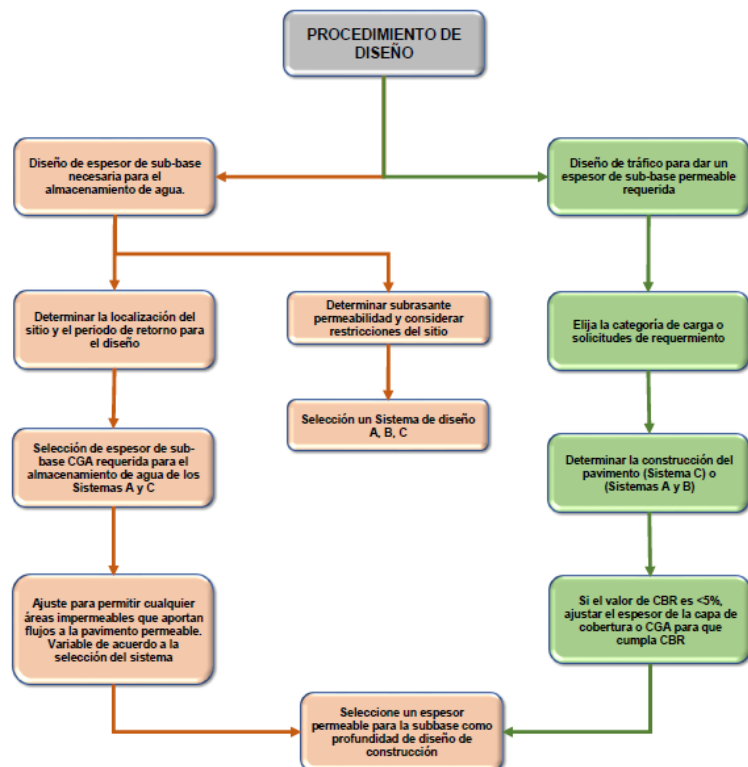 PROCEDIMIENTO DE
DISEÑO
Diseño de espesor de sub-base
necesaria para el
almacenamiento de agua.
Diseño de tráfico para dar un
espesor de sub-base permeable
requerida
Determinar la localización del
sitio y el periodo de retorno para
el diseño
Determinar subrasante
permeabilidad y considerar
restricciones del sitio
Elija la categoría de carga o
solicitudes de requermiento
Selección un Sistema de diseño
A, B, C
Selección de espesor de sub-
base CGA requerida para el
almacenamiento de agua de los
Sistemas A y C
Determinar la construcción del
pavimento (Sistema C) o
(Sistemas A y B)
Ajuste para permitir cualquier
áreas impermeables que aportan
flujos a la pavimento permeable.
Variable de acuerdo a la
selección del sistema
Si el valor de CBR es <5%,
ajustar el espesor de la capa de
cobertura o CGA para que
cumpla CBR
Seleccione un espesor
permeable para la subbase como
profundidad de diseño de
construcción